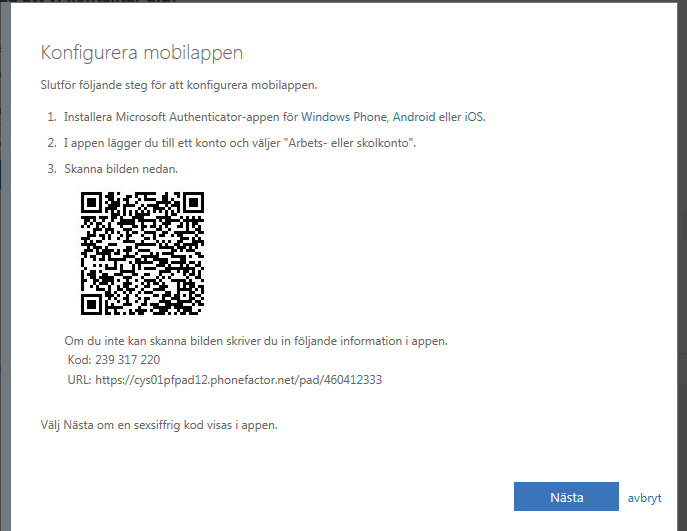 Konfigurera mobilappen
Slutför följande steg för att konfigurera mobilappen.
1. Installera Microsoft Authenticator-appen för Windows Phone, Android eller iOS.
2. I appen lägger du till ett konto och väljer "Arbets- eller skolkonto".
3. Skanna bilden nedan.
Om du inte kan skanna bilden skriver du in följande information i appen.
Kod: 239 317 220
URL: https://cys01pfpad12.phonefactor.net/pad/460412333
Välj Nästa om en sexsiffrig kod visas i appen.
Nästa avbryt